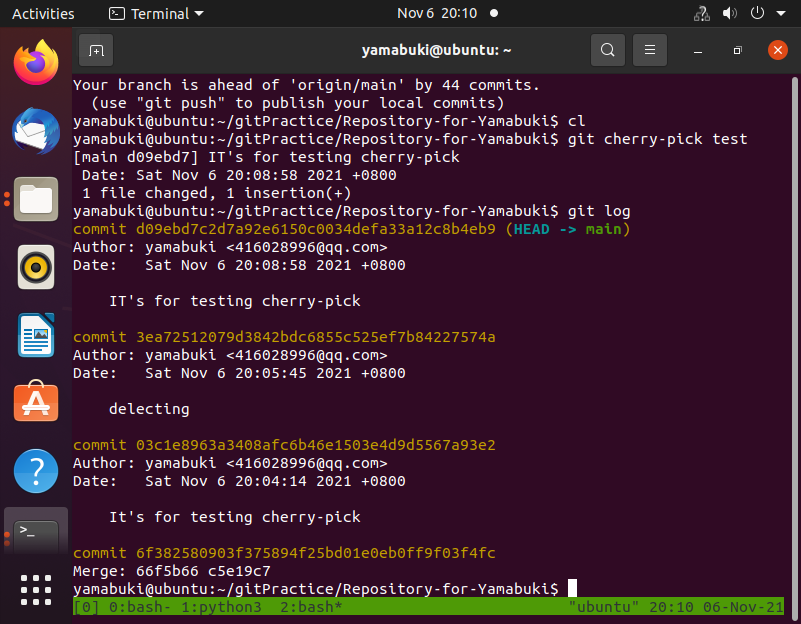 Activities Terminal Nov 6 20:10
yamabuki@ubuntu: ~
Your branch is ahead of 'origin/main' by 44 commits.
  (use "git push" to publish your local commits)
yamabuki@ubuntu:~/gitPractice/Repository-for-Yamabuki$ cl
yamabuki@ubuntu:~/gitPractice/Repository-for-Yamabuki$ git cherry-pick test
[main d09ebd7] IT's for testing cherry-pick
 Date: Sat Nov 6 20:08:58 2021 +0800
 1 file changed, 1 insertion(+)
yamabuki@ubuntu:~/gitPractice/Repository-for-Yamabuki$ git log
commit d09ebd7c2d7a92e6150c0034defa33a12c8b4eb9 (HEAD -> main)
Author: yamabuki <416028996@qq.com>
Date:   Sat Nov 6 20:08:58 2021 +0800
    IT's for testing cherry-pick
commit 3ea72512079d3842bdc6855c525ef7b84227574a
Author: yamabuki <416028996@qq.com>
Date:   Sat Nov 6 20:05:45 2021 +0800
    delecting
commit 03c1e8963a3408afc6b46e1503e4d9d5567a93e2
Author: yamabuki <416028996@qq.com>
Date:   Sat Nov 6 20:04:14 2021 +0800
    It's for testing cherry-pick
commit 6f382580903f375894f25bd01e0eb0ff9f03f4fc
Merge: 66f5b66 c5e19c7
yamabuki@ubuntu:~/gitPractice/Repository-for-Yamabuki$
[0] 0:bash- 1:python3  2:bash* "ubuntu" 20:10 06-Nov-21